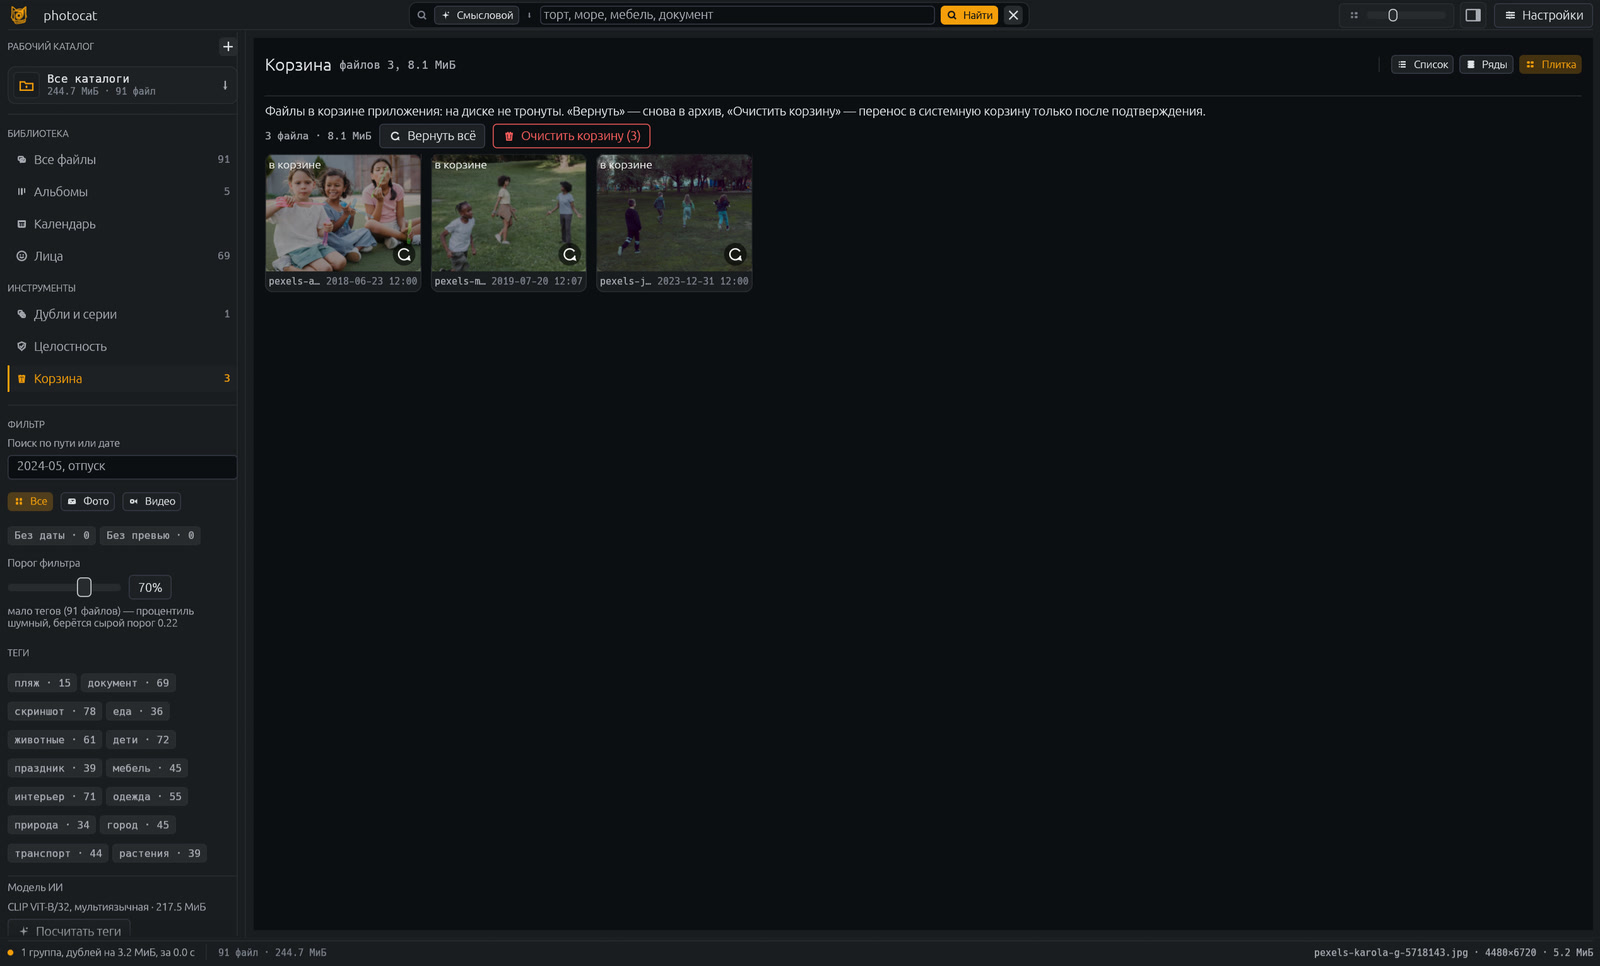 photocat
Смысловой
торт, море, мебель, документ
Найти
Настройки
РАБОЧИЙ КАТАЛОГ
Все каталоги
244.7 МиБ · 91 файл
БИБЛИОТЕКА
Все файлы 91
Альбомы 5
Календарь
Лица 69
ИНСТРУМЕНТЫ
Дубли и серии 1
Целостность
Корзина 3
ФИЛЬТР
Поиск по пути или дате
2024-05, отпуск
Все Фото Видео
Без даты · 0 Без превью · 0
Порог фильтра
70%
мало тегов (91 файлов) — процентиль
шумный, берётся сырой порог 0.22
ТЕГИ
пляж · 15 документ · 69
скриншот · 78 еда · 36
животные · 61 дети · 72
праздник · 39 мебель · 45
интерьер · 71 одежда · 55
природа · 34 город · 45
транспорт · 44 растения · 39
Модель ИИ
CLIP ViT-B/32, мультиязычная · 217.5 МиБ
Посчитать теги
Корзина файлов 3, 8.1 МиБ
Список Ряды Плитка
Файлы в корзине приложения: на диске не тронуты. «Вернуть» — снова в архив, «Очистить корзину» — перенос в системную корзину только после подтверждения.
3 файла · 8.1 МиБ Вернуть всё Очистить корзину (3)
в корзине
pexels-a… 2018-06-23 12:00
в корзине
pexels-m… 2019-07-20 12:07
в корзине
pexels-j… 2023-12-31 12:00
1 группа, дублей на 3.2 МиБ, за 0.0 с 91 файл · 244.7 МиБ
pexels-karola-g-5718143.jpg · 4480×6720 · 5.2 МиБ